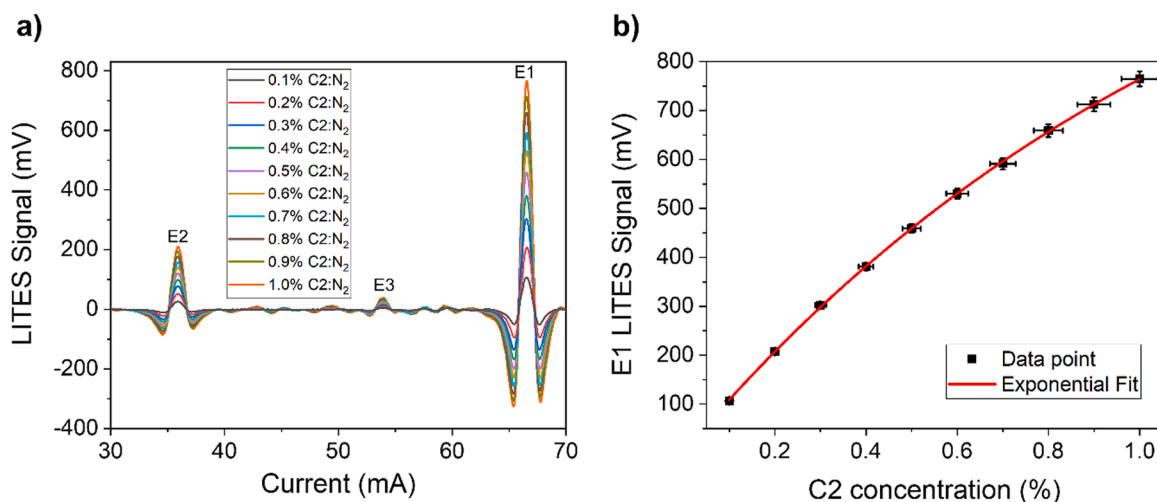 a)
LITES Signal (mV)
800
600
400
200
0
-200
-400
30
40
50
60
70
Current (mA)
E2
E3
E1
0.1% C2:N₂
0.2% C2:N₂
0.3% C2:N₂
0.4% C2:N₂
0.5% C2:N₂
0.6% C2:N₂
0.7% C2:N₂
0.8% C2:N₂
0.9% C2:N₂
1.0% C2:N₂
b)
E1 LITES Signal (mV)
800
700
600
500
400
300
200
100
0.2
0.4
0.6
0.8
1.0
C2 concentration (%)
Data point
Exponential Fit